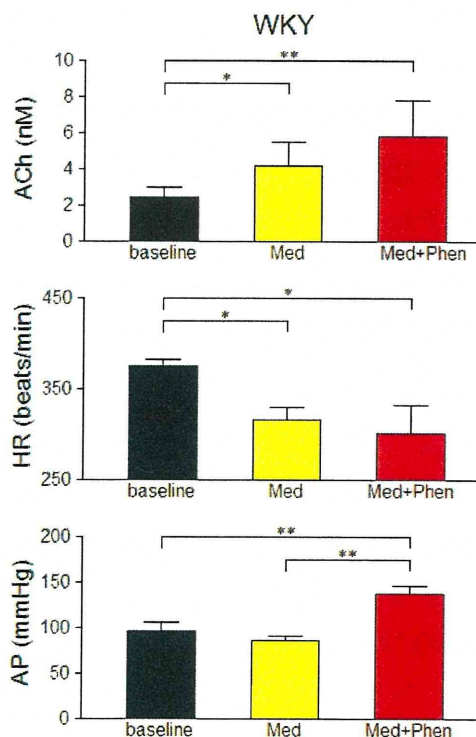 WKY
**
*
ACh (nM)
10
8
6
4
2
0
baseline Med Med+Phen
*
*
HR (beats/min)
450
350
250
baseline Med Med+Phen
**
**
AP (mmHg)
200
150
100
50
0
baseline Med Med+Phen